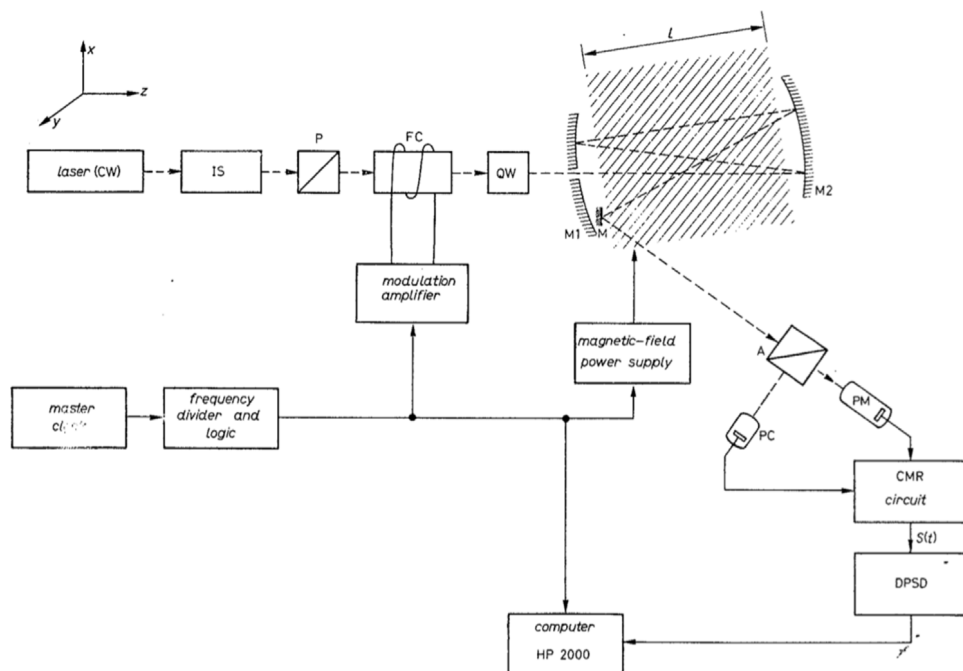 l
x
z
y
P
FC
laser (CW)
IS
QW
M1
M
M2
modulation
amplifier
magnetic-field
power supply
A
PM
PC
master
frequency
divider and
logic
CMR
circuit
S(t)
DPSD
computer
HP 2000